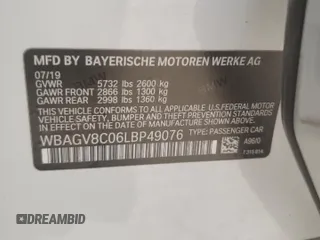 MFD BY BAYERISCHE MOTOREN WERKE AG
07/19
GVWR 5732 lbs 2600 kg
GAWR FRONT 2866 lbs 1300 kg
GAWR REAR 2998 lbs 1360 kg
THIS VEHICLE CONFORMS TO ALL APPLICABLE
U.S. FEDERAL MOTOR VEHICLE SAFETY, BUMPER,
AND THEFT PREVENTION STANDARDS IN EFFECT
ON THE DATE OF MANUFACTURE SHOWN ABOVE.
WBAGV8C06LBP49076 TYPE: PASSENGER CAR
A96/0
DREAMBID